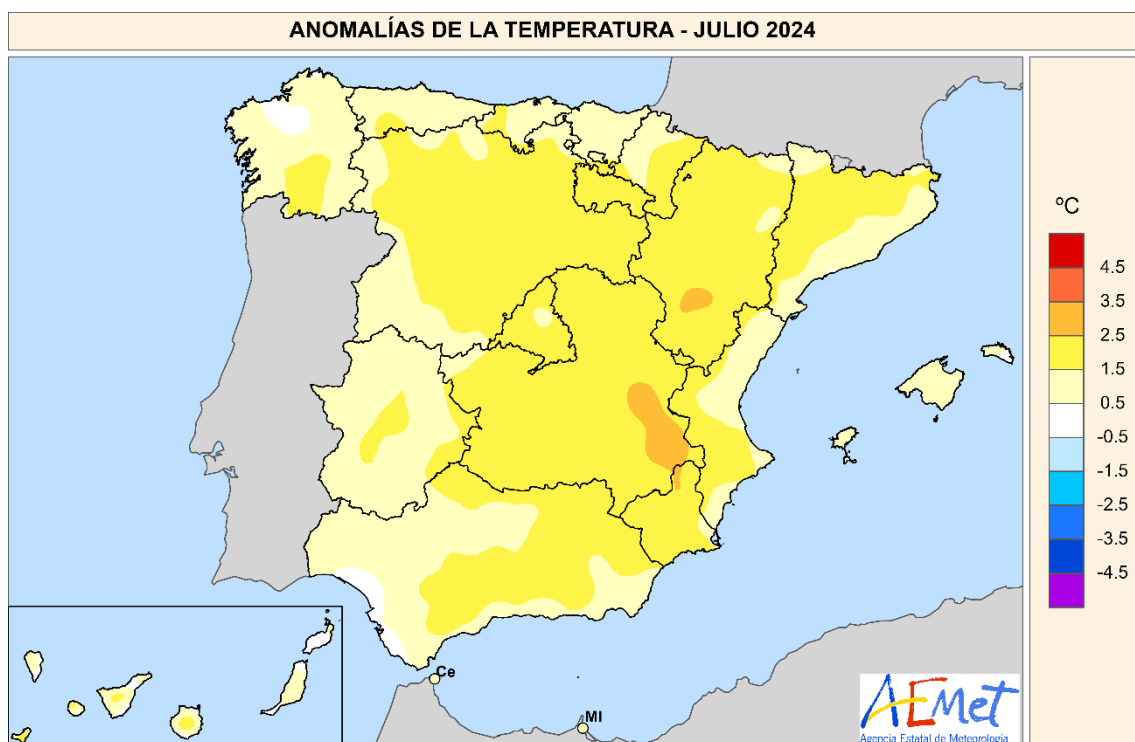 ANOMALÍAS DE LA TEMPERATURA - JULIO 2024
ºC
4.5
3.5
2.5
1.5
0.5
-0.5
-1.5
-2.5
-3.5
-4.5
Ce
Ml
AEMet
Agencia Estatal de Meteorología